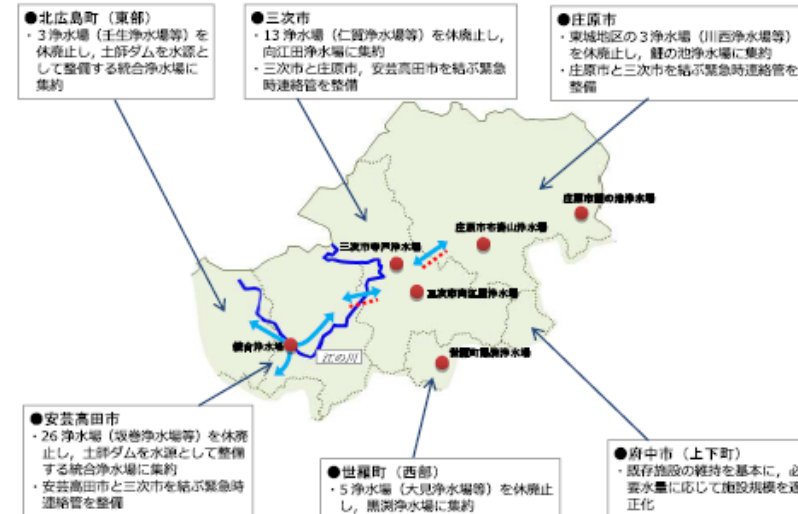 ●北広島町（東部）
・３浄水場（壬生浄水場等）を
休廃止し，土師ダムを水源と
して整備する統合浄水場に
集約
●三次市
・13 浄水場（仁賀浄水場等）を休廃止し，
向江田浄水場に集約
・三次市と庄原市，安芸高田市を結ぶ緊急
時連絡管を整備
●庄原市
・東城地区の３浄水場（川西浄水場等）
を休廃止し，鯉の池浄水場に集約
・庄原市と三次市を結ぶ緊急時連絡管を
整備
庄原市鯉の池浄水場
庄原市布掛山浄水場
三次市寺戸浄水場
三次市向江田浄水場
統合浄水場
江の川
世羅町黒渕浄水場
●安芸高田市
・26 浄水場（坂巻浄水場等）を休廃
止し，土師ダムを水源として整備
する統合浄水場に集約
・安芸高田市と三次市を結ぶ緊急時
連絡管を整備
●世羅町（西部）
・５浄水場（大見浄水場等）を休廃止
し，黒渕浄水場に集約
●府中市（上下町）
・既存施設の維持を基本に，必
要水量に応じて施設規模を適
正化